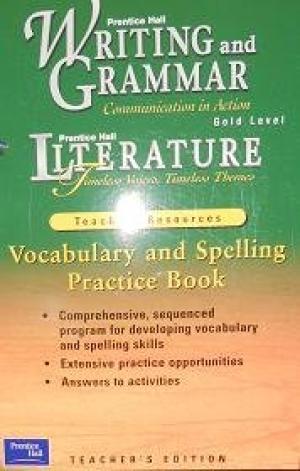 Prentice Hall
WRITING and
GRAMMAR
Communication in Action
Gold Level
Prentice Hall
LITERATURE
Timeless Voices, Timeless Themes
Teaching Resources
Vocabulary and Spelling
Practice Book
• Comprehensive, sequenced
program for developing vocabulary
and spelling skills
• Extensive practice opportunities
• Answers to activities
Prentice
Hall
TEACHER'S EDITION